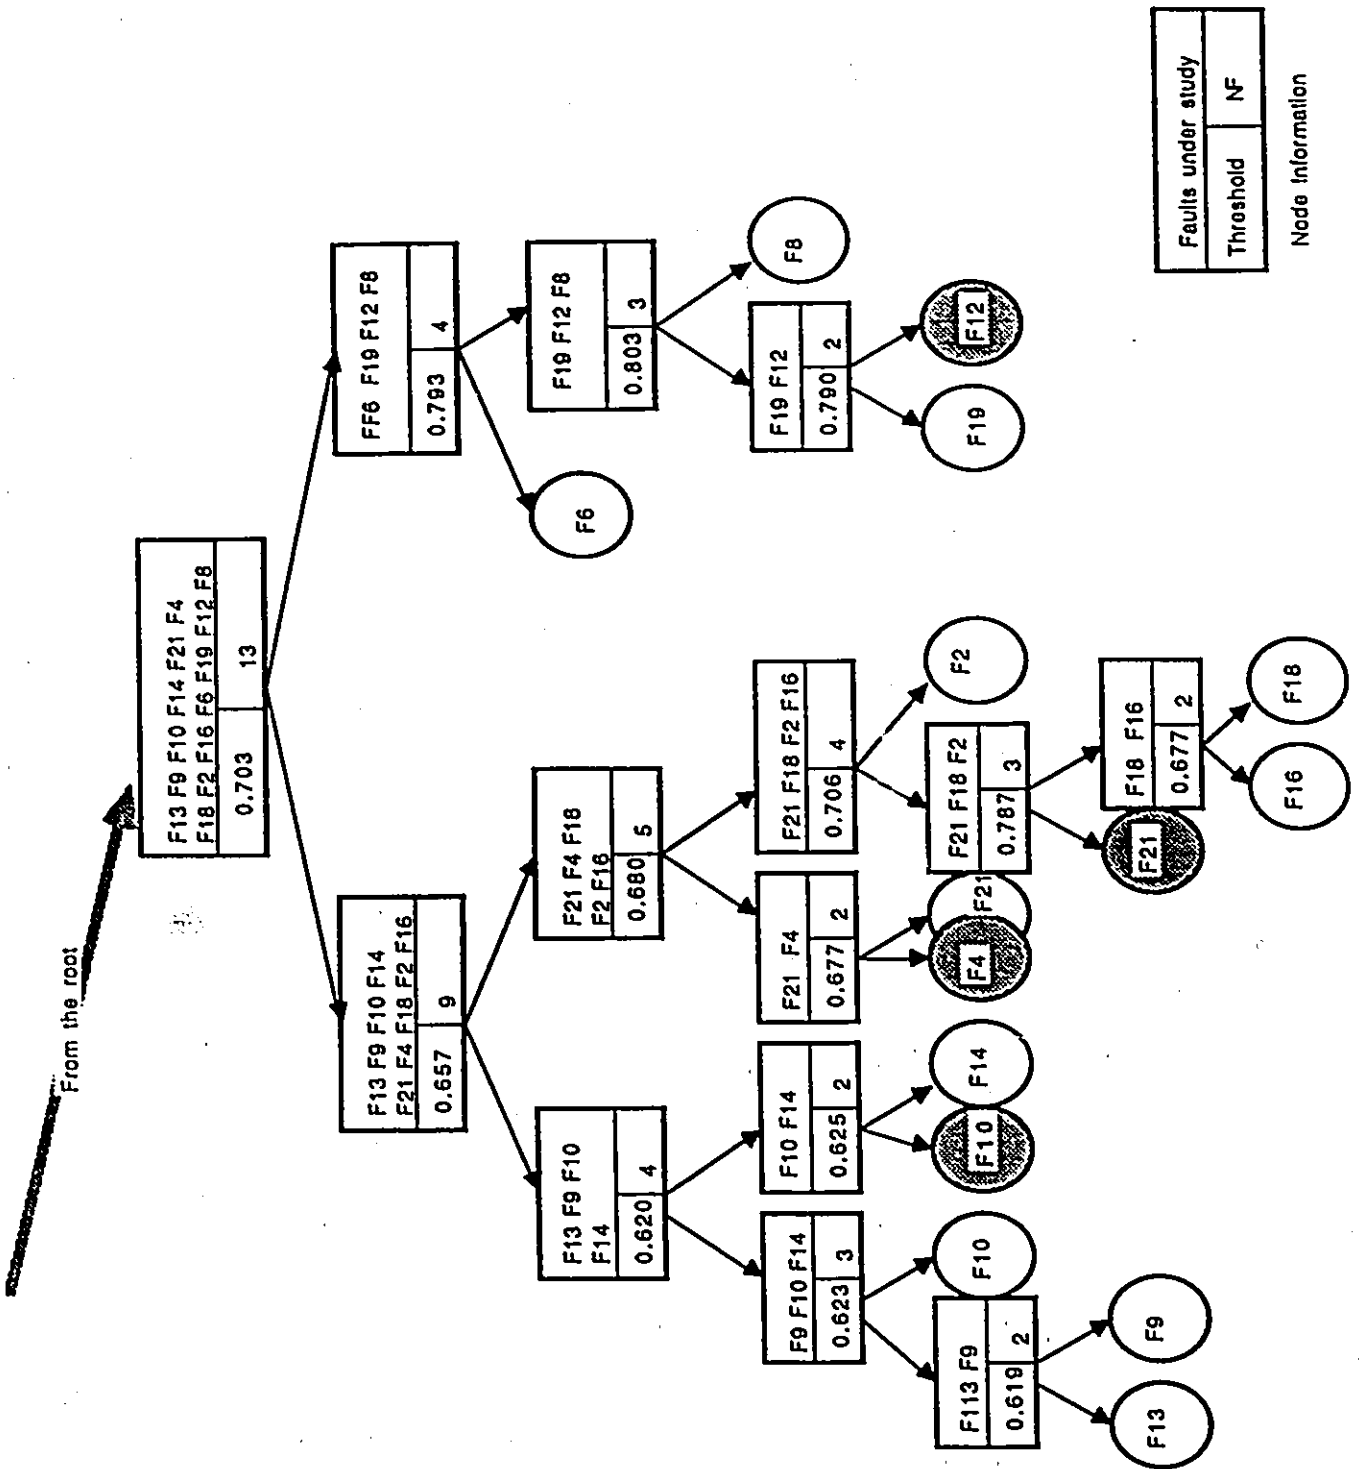 From the root
F13 F9 F10 F14 F21 F4
F18 F2 F16 F6 F19 F12 F8
0.703 13
F13 F9 F10 F14
F21 F4 F18 F2 F16
0.657 9
FF6 F19 F12 F8
0.793 4
F13 F9 F10
F14
0.620 4
F21 F4 F18
F2 F16
0.680 5
F6
F19 F12 F8
0.803 3
F9 F10 F14
0.623 3
F10 F14
0.625 2
F21 F4
0.677 2
F21 F18 F2 F16
0.706 4
F19 F12
0.790 2
F8
F113 F9
0.619 2
F10
F10
F14
F4
F21
F21 F18 F2
0.787 3
F2
F19
F12
F13
F9
F21
F18 F16
0.677 2
F16
F18
Faults under study
Threshold NF
Node Information